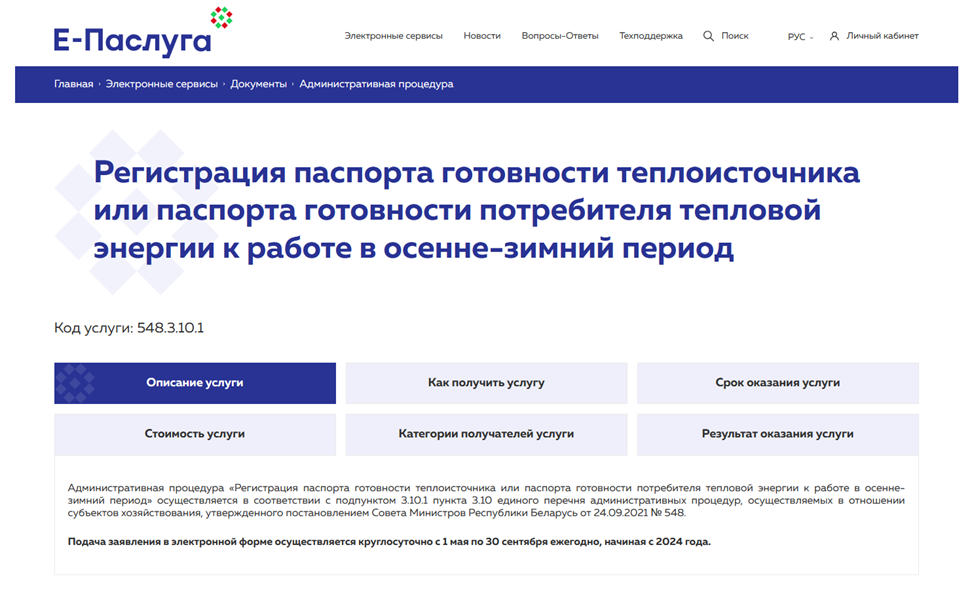 Е-Паслуга
Электронные сервисы Новости Вопросы-Ответы Техподдержка Поиск РУС Личный кабинет
Главная › Электронные сервисы › Документы › Административная процедура
Регистрация паспорта готовности теплоисточника
или паспорта готовности потребителя тепловой
энергии к работе в осенне-зимний период
Код услуги: 548.3.10.1
Описание услуги Как получить услугу Срок оказания услуги
Стоимость услуги Категории получателей услуги Результат оказания услуги
Административная процедура «Регистрация паспорта готовности теплоисточника или паспорта готовности потребителя тепловой энергии к работе в осенне-
зимний период» осуществляется в соответствии с подпунктом 3.10.1 пункта 3.10 единого перечня административных процедур, осуществляемых в отношении
субъектов хозяйствования, утвержденного постановлением Совета Министров Республики Беларусь от 24.09.2021 № 548.
Подача заявления в электронной форме осуществляется круглосуточно с 1 мая по 30 сентября ежегодно, начиная с 2024 года.